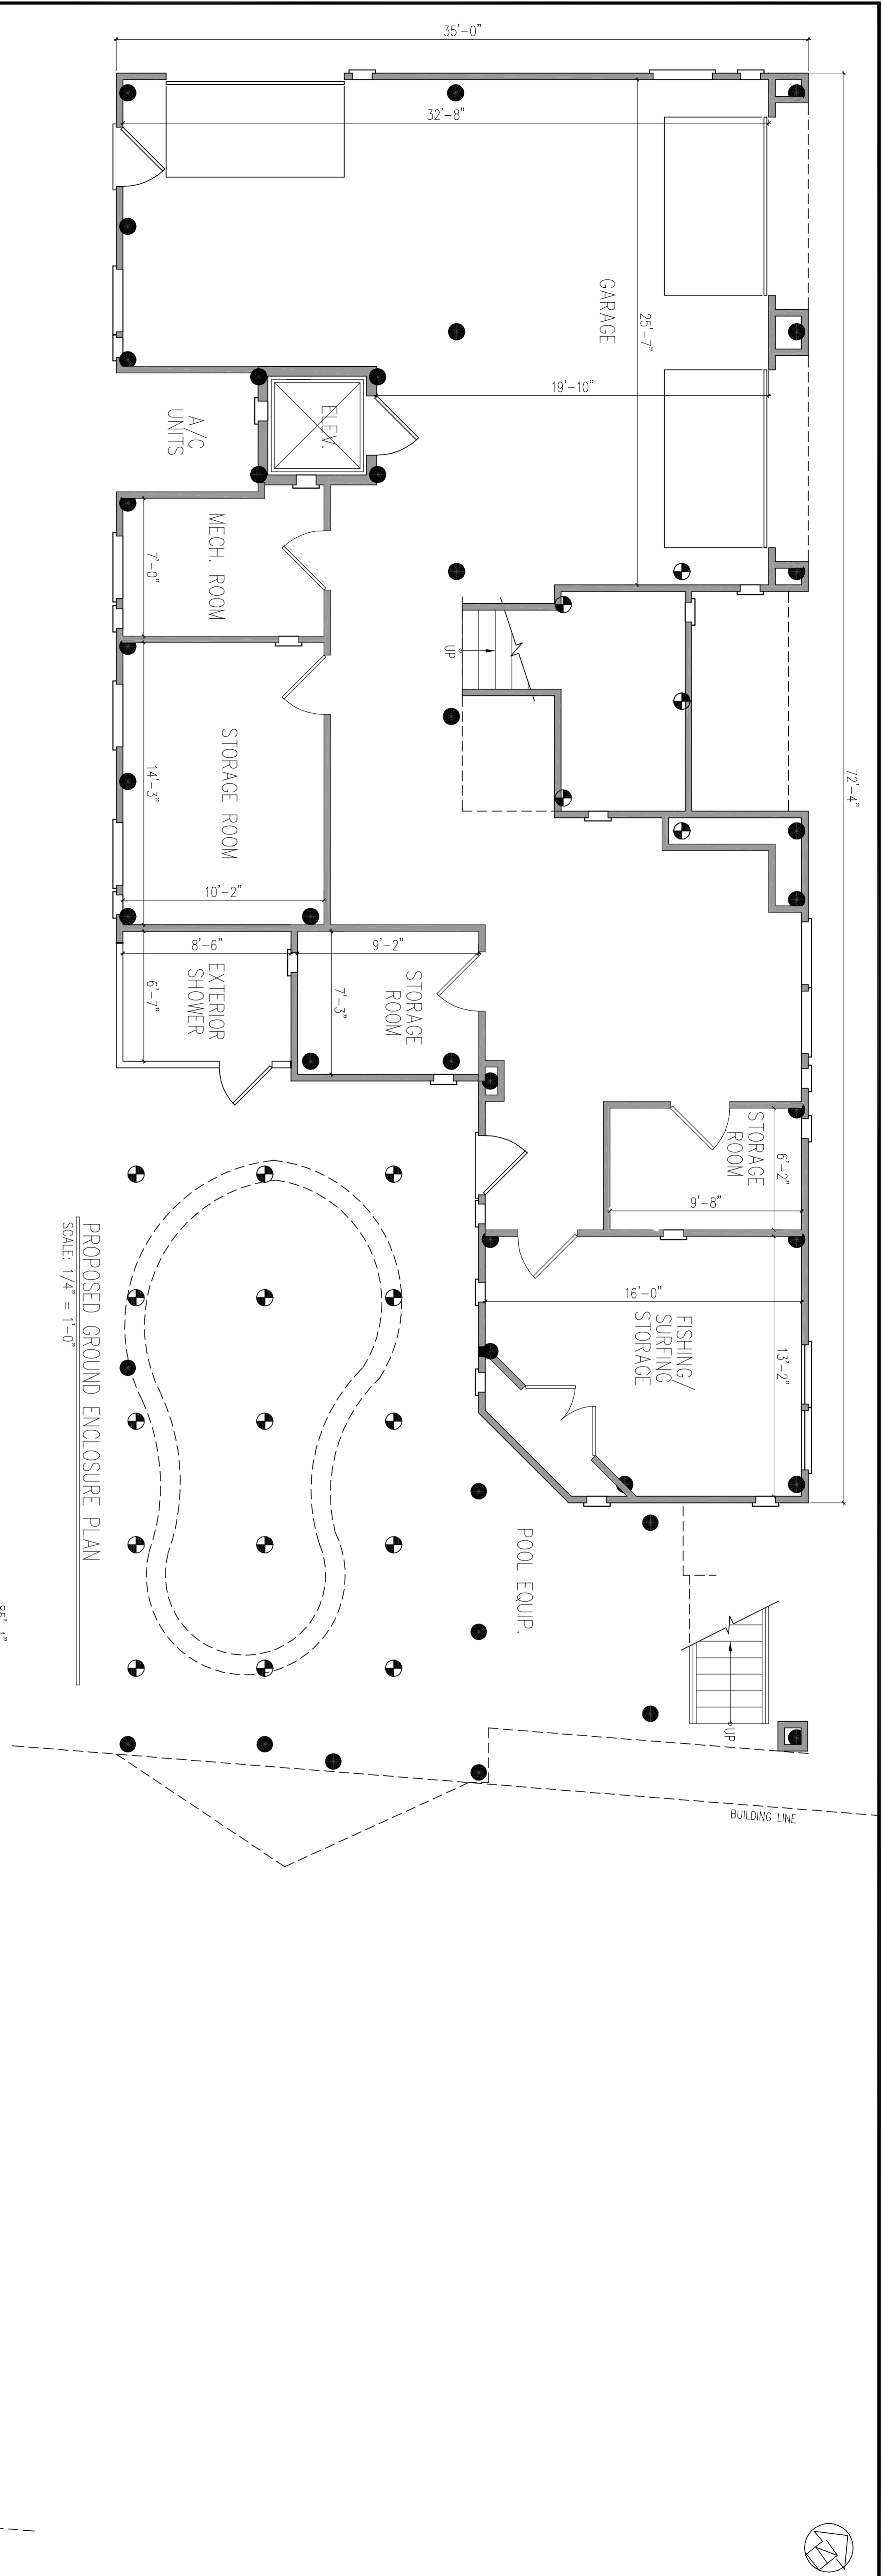 35'-0"
32'-8"
72'-4"
25'-7"
GARAGE
19'-10"
ELEV.
A/C
UNITS
MECH. ROOM
7'-0"
UP
STORAGE ROOM
14'-3"
10'-2"
8'-6"
EXTERIOR
SHOWER
6'-7"
9'-2"
STORAGE
ROOM
7'-3"
STORAGE
ROOM
6'-2"
9'-8"
16'-0"
FISHING/
SURFING
STORAGE
13'-2"
POOL EQUIP.
UP
BUILDING LINE
PROPOSED GROUND ENCLOSURE PLAN
SCALE: 1/4" = 1'-0"